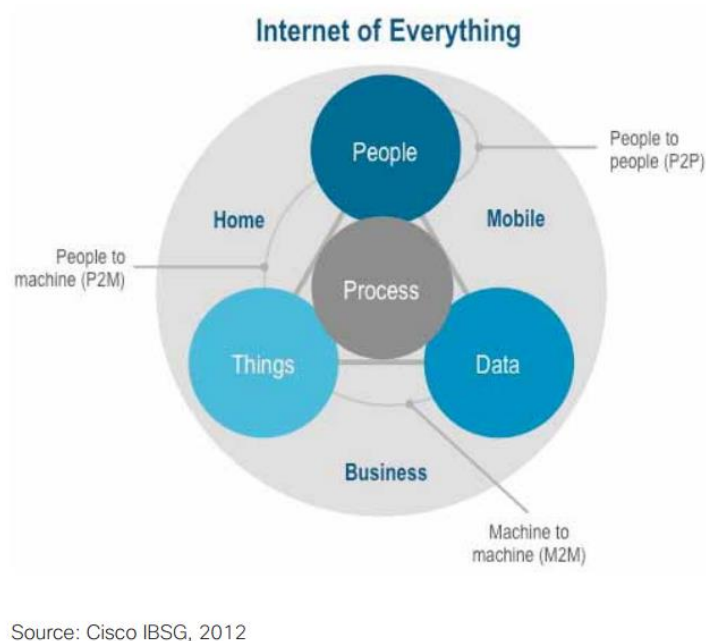 Internet of Everything
People
People to
people (P2P)
Home
Mobile
People to
machine (P2M)
Process
Things
Data
Business
Machine to
machine (M2M)
Source: Cisco IBSG, 2012